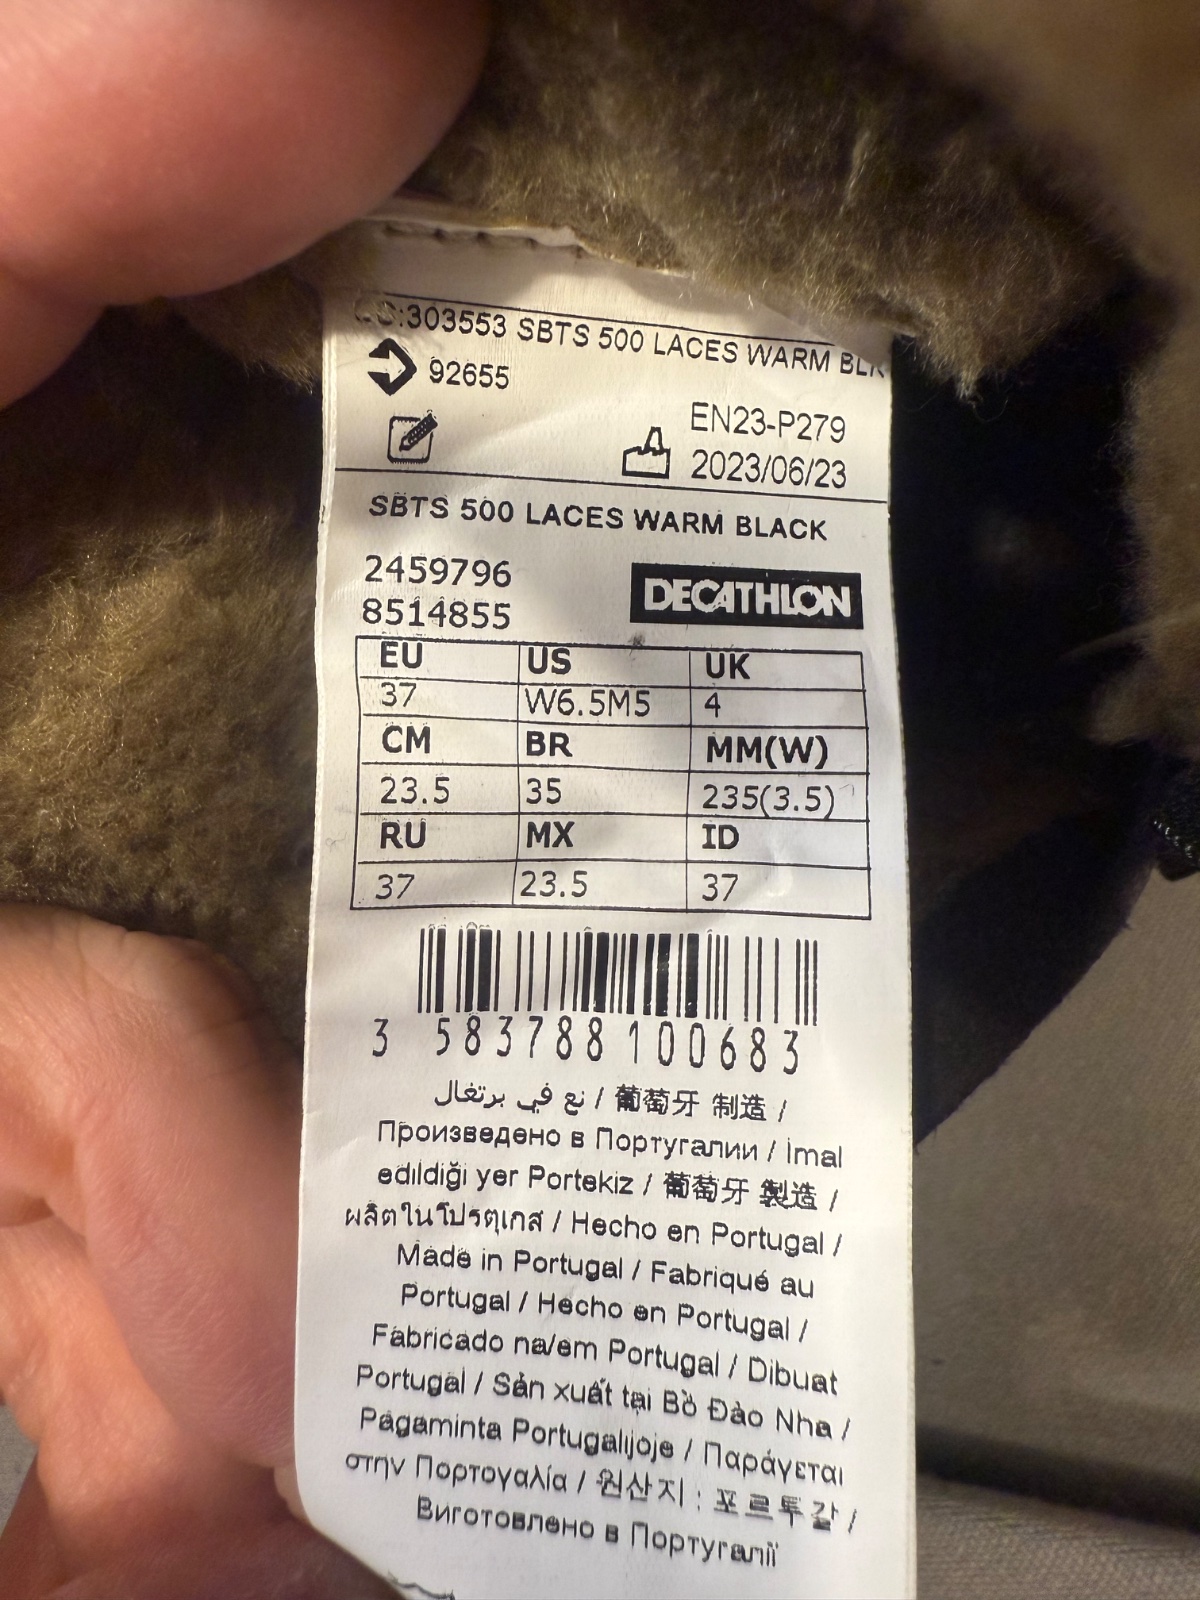 :303553 SBTS 500 LACES WARM BLK
92655
EN23-P279
2023/06/23
SBTS 500 LACES WARM BLACK
2459796
8514855
DECATHLON
EU US UK
37 W6.5M5 4
CM BR MM(W)
23.5 35 235(3.5)
RU MX ID
37 23.5 37
3 583788 100683
نع في برتغال / 葡萄牙 制造 /
Произведено в Португалии / İmal
edildiği yer Portekiz / 葡萄牙 製造 /
ผลิตในโปรตุเกส / Hecho en Portugal /
Made in Portugal / Fabriqué au
Portugal / Hecho en Portugal /
Fabricado na/em Portugal / Dibuat
Portugal / Sản xuất tại Bồ Đào Nha /
Pagaminta Portugalijoje / Παράγεται
στην Πορτογαλία / 원산지 : 포르투갈 /
Виготовлено в Португалії